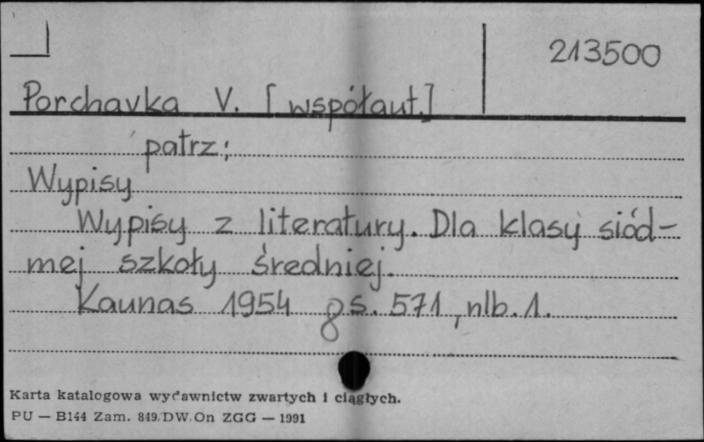 213500
Porchavka V. [współaut.]
patrz:
Wypisy
Wypisy z literatury. Dla klasy siód-
mej szkoły średniej.
Kaunas 1954 8 s. 571, nlb. 1.
Karta katalogowa wydawnictw zwartych i ciągłych.
PU — B144 Zam. 849/DW/On ZGG — 1991